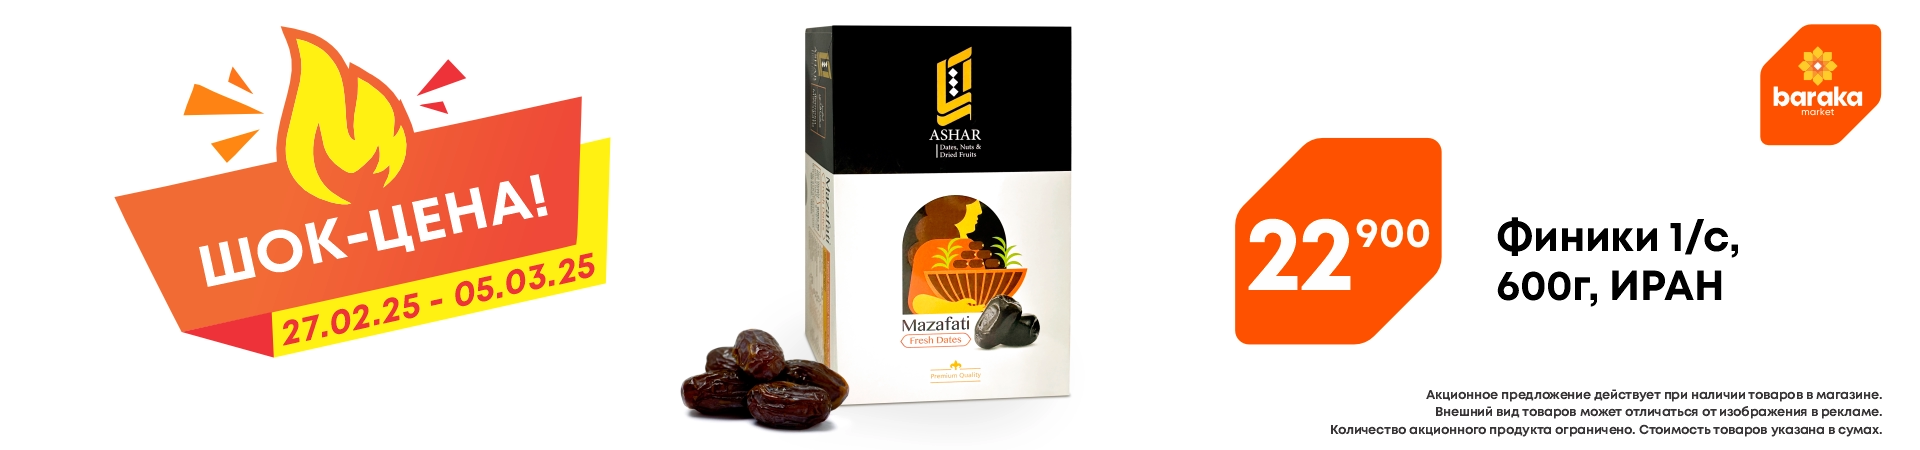 ШОК-ЦЕНА!
27.02.25 - 05.03.25
ASHAR
Dates, Nuts &
Dried Fruits
Mazafati
Mazafati
Fresh Dates
Premium Quality
22 900
Финики 1/с,
600г, ИРАН
baraka
market
Акционное предложение действует при наличии товаров в магазине.
Внешний вид товаров может отличаться от изображения в рекламе.
Количество акционного продукта ограничено. Стоимость товаров указана в сумах.